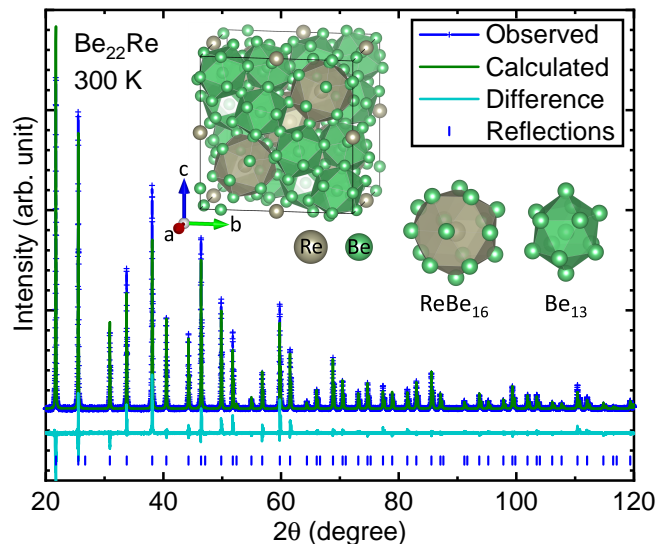 Be₂₂Re
300 K
Observed
Calculated
Difference
Reflections
c
b
a
Re
Be
ReBe₁₆
Be₁₃
Intensity (arb. unit)
20 40 60 80 100 120
2θ (degree)